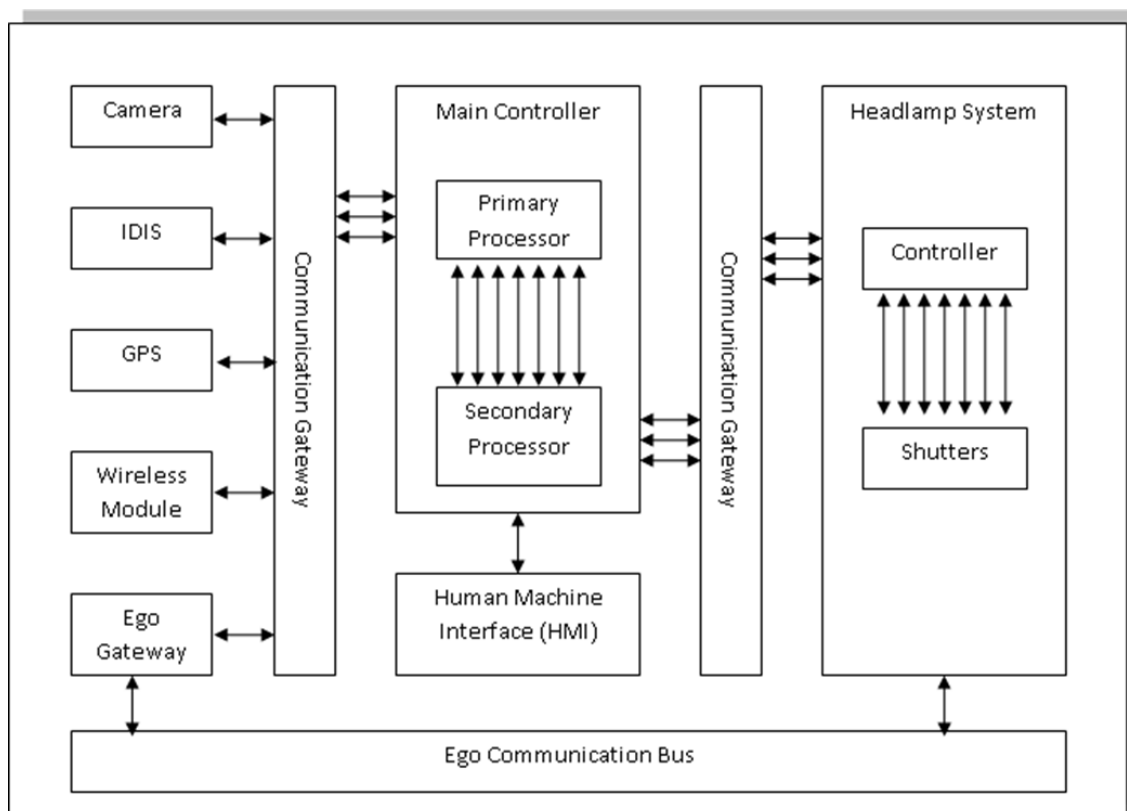 Camera
IDIS
GPS
Wireless
Module
Ego
Gateway
Communication Gateway
Main Controller
Primary
Processor
Secondary
Processor
Human Machine
Interface (HMI)
Communication Gateway
Headlamp System
Controller
Shutters
Ego Communication Bus